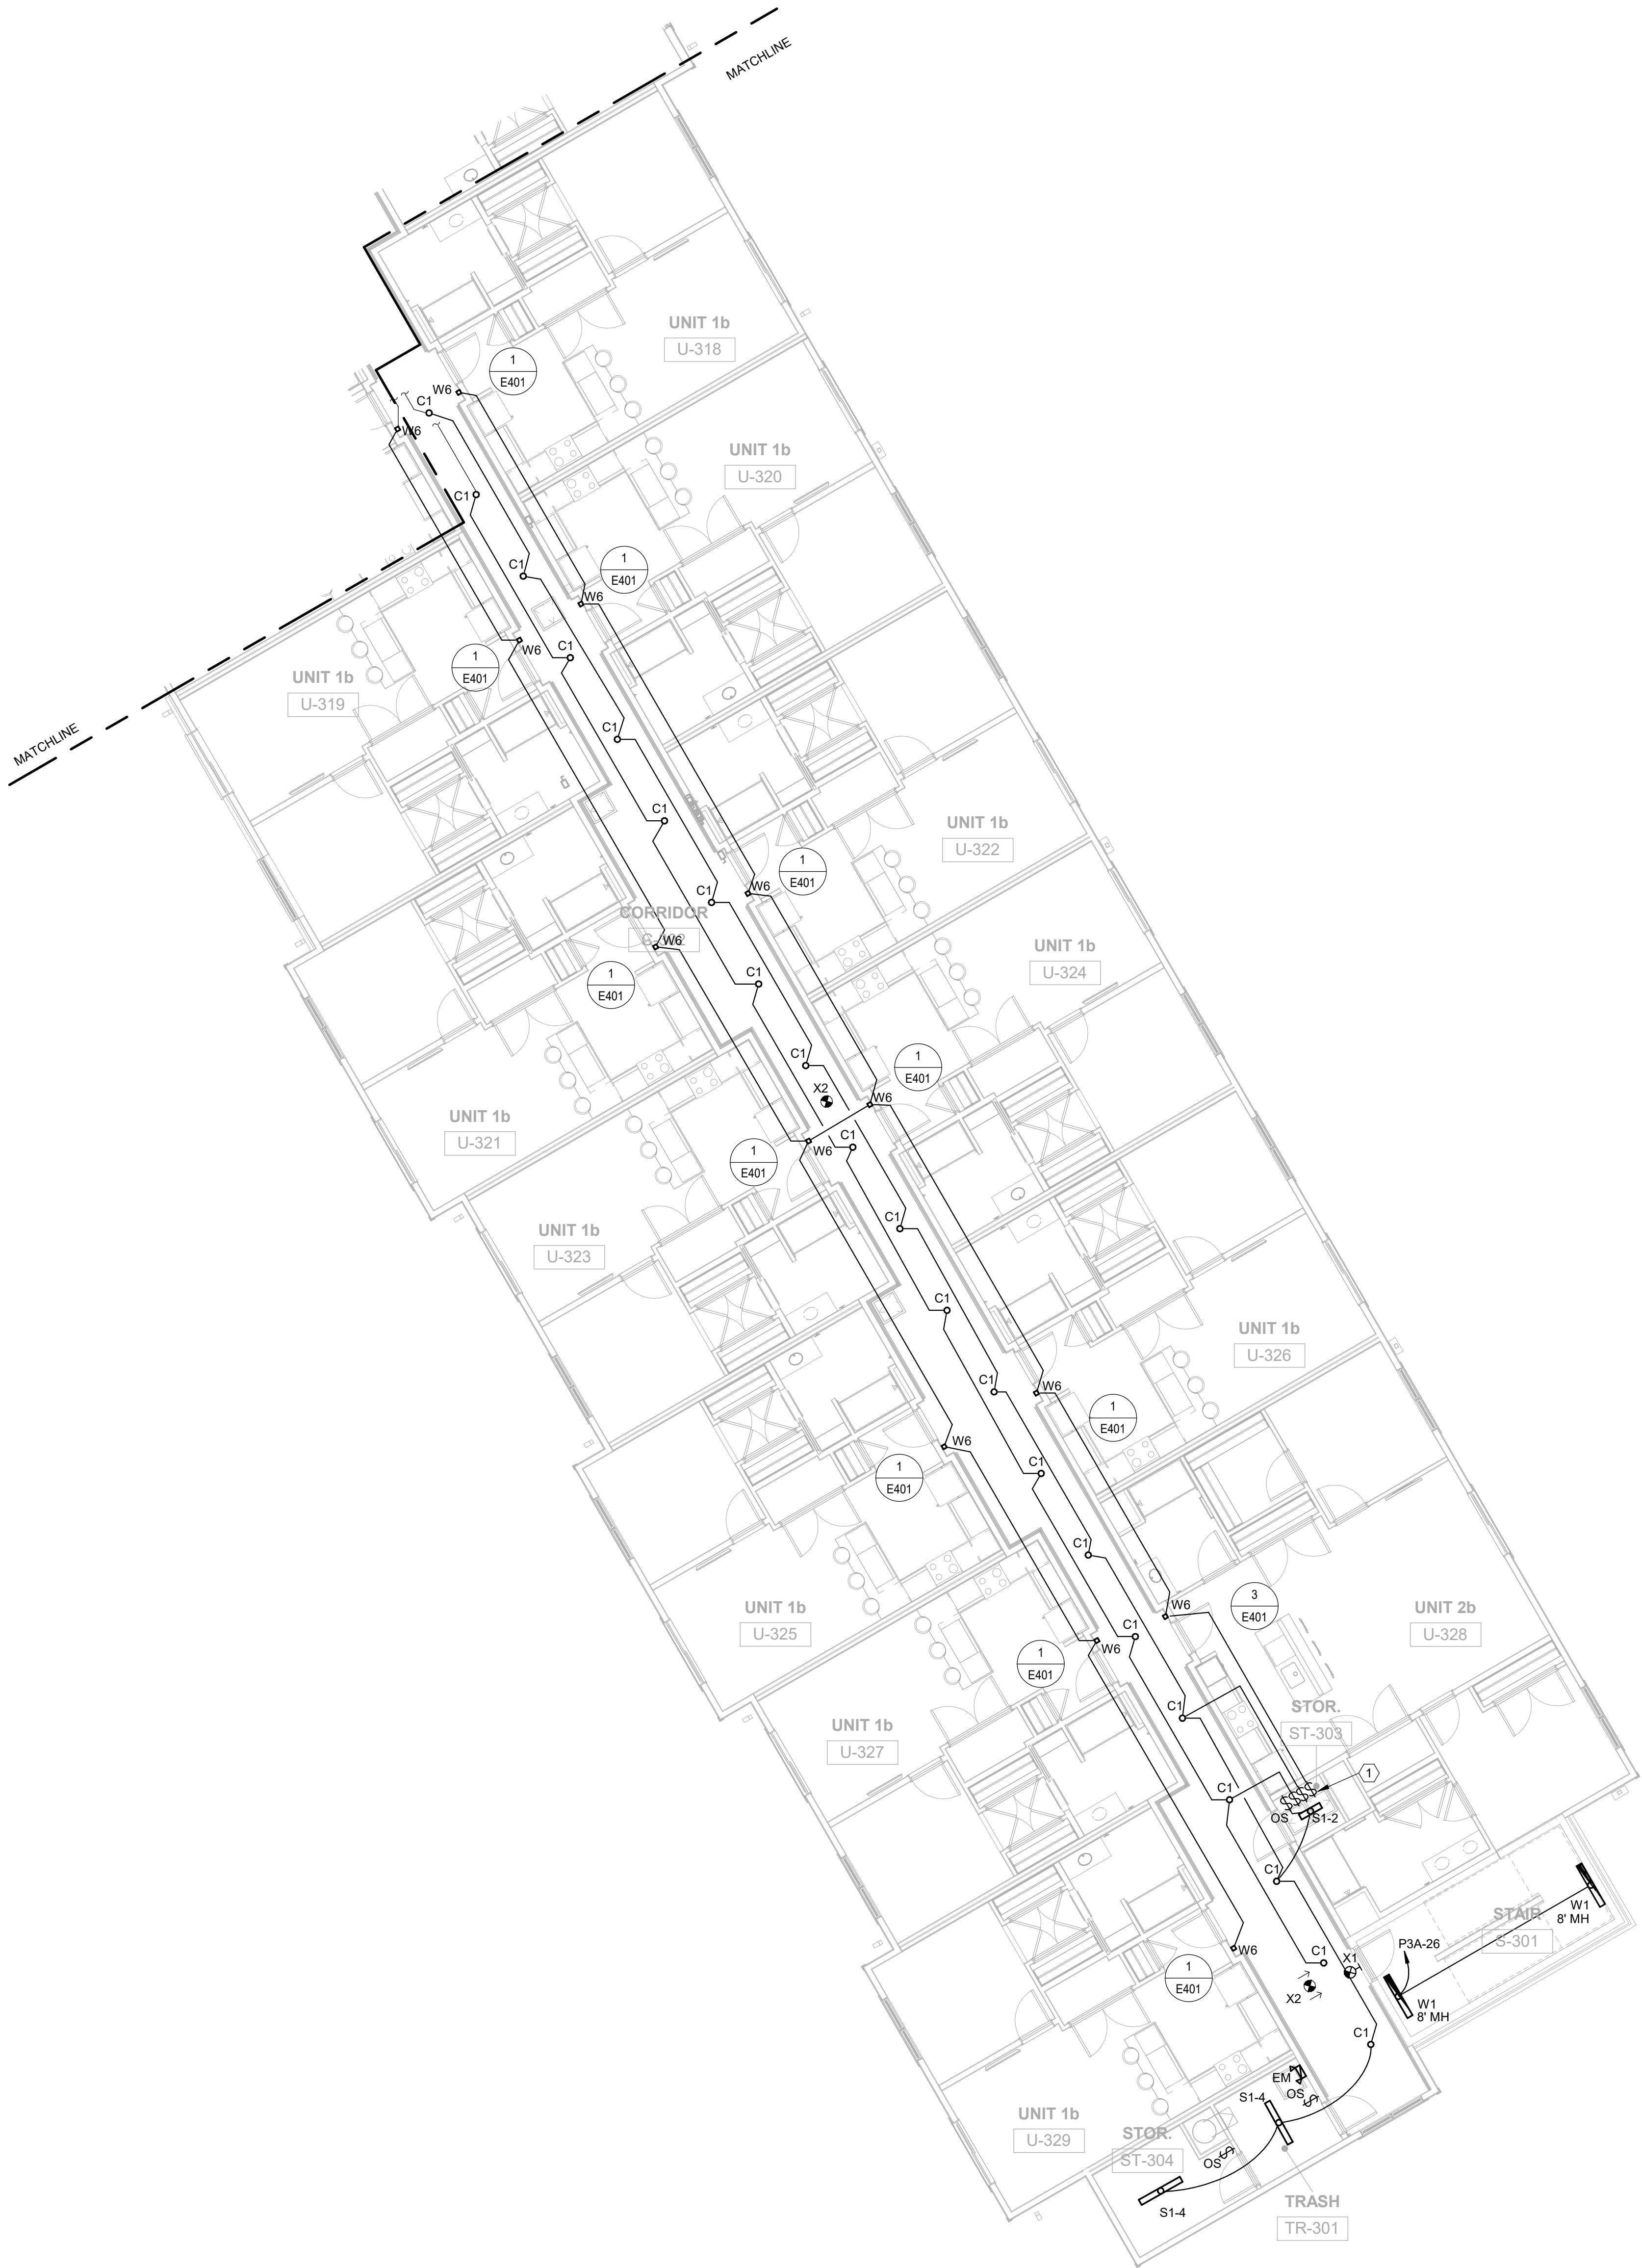 MATCHLINE
UNIT 1b
U-318
1
E401
W6
C1
W6
UNIT 1b
U-320
C1
C1
1
E401
W6
W6
1
E401
C1
UNIT 1b
U-319
MATCHLINE
C1
C1
UNIT 1b
U-322
1
E401
W6
C1
CORRIDOR
W6
UNIT 1b
U-324
1
E401
C1
C1
1
E401
X2
W6
UNIT 1b
U-321
C1
W6
1
E401
C1
UNIT 1b
U-323
C1
UNIT 1b
U-326
C1
W6
1
E401
W6
1
E401
C1
C1
3
E401
W6
UNIT 1b
U-325
UNIT 2b
U-328
C1
W6
1
E401
C1
STOR.
ST-303
UNIT 1b
U-327
1
C1
$$$$
OS
S1-2
C1
W1
8' MH
STAIR
S-301
P3A-26
W6
C1
X1
1
E401
X2
W1
8' MH
C1
EM
OS $
S1-4
UNIT 1b
U-329
STOR.
ST-304
OS $
S1-4
TRASH
TR-301